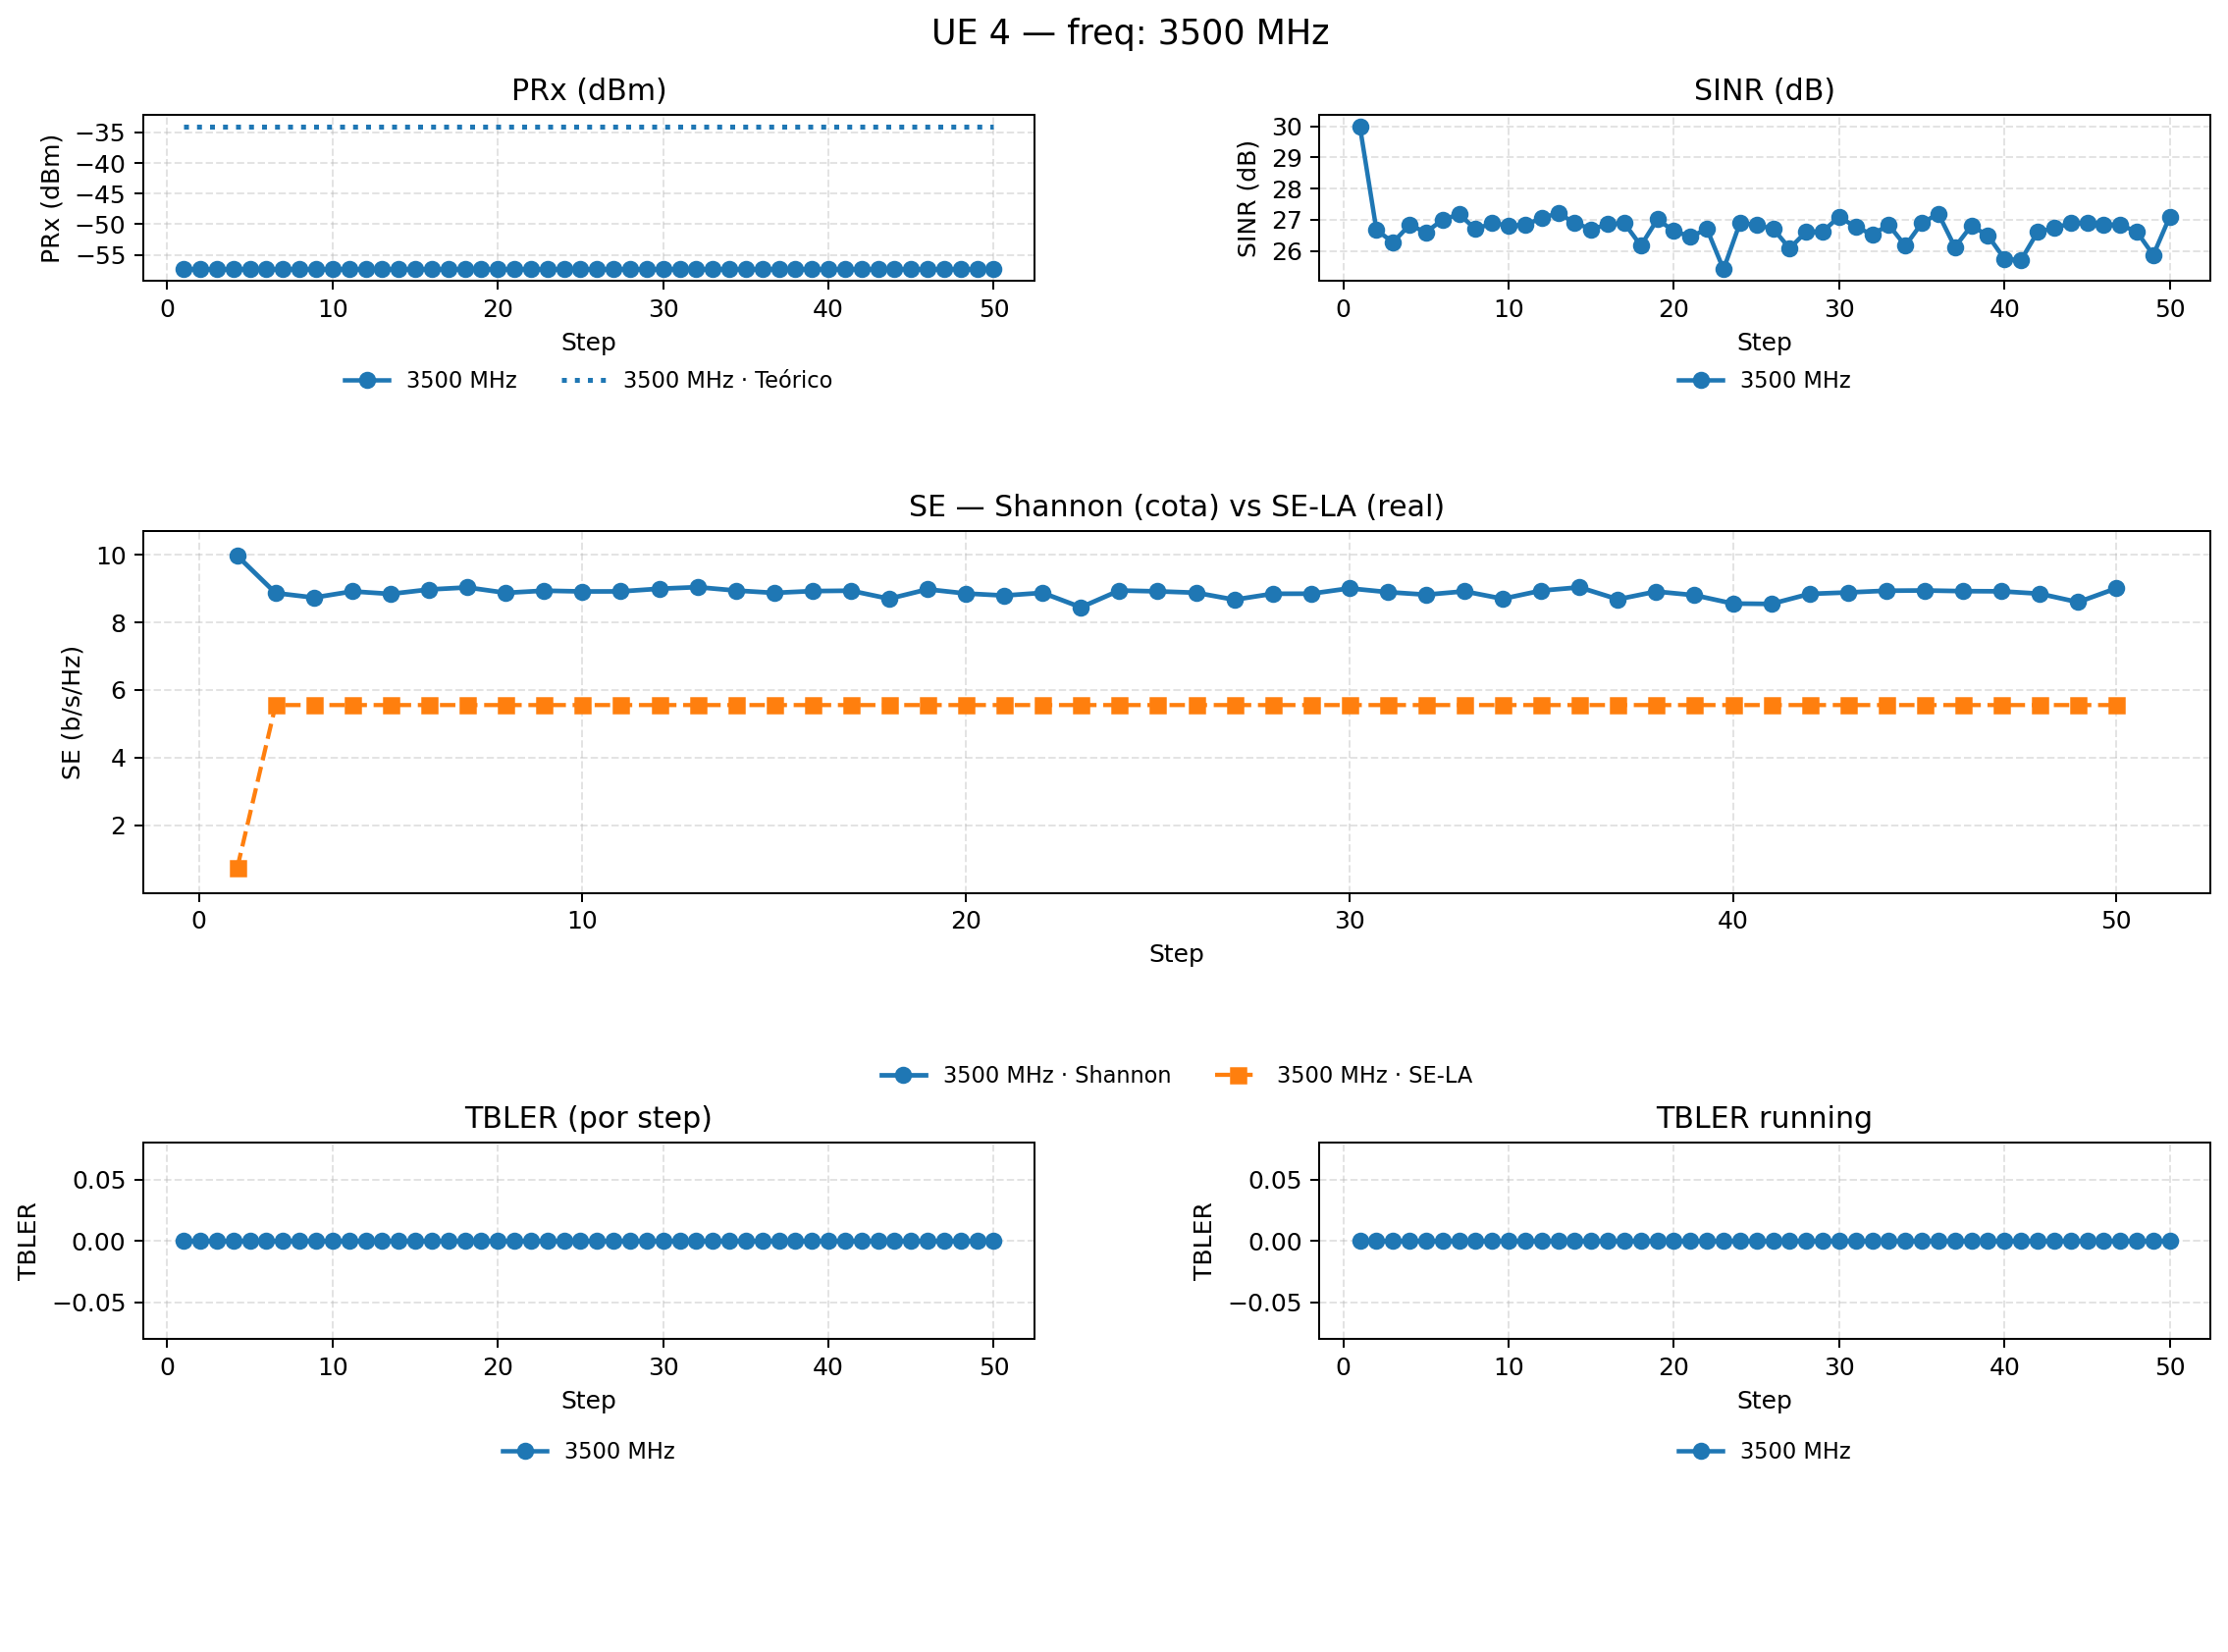 UE 4 — freq: 3500 MHz
PRx (dBm)
PRx (dBm)
−35
−40
−45
−50
−55
0 10 20 30 40 50
Step
3500 MHz 3500 MHz · Teórico
SINR (dB)
SINR (dB)
30
29
28
27
26
0 10 20 30 40 50
Step
3500 MHz
SE — Shannon (cota) vs SE-LA (real)
SE (b/s/Hz)
10
8
6
4
2
0 10 20 30 40 50
Step
3500 MHz · Shannon 3500 MHz · SE-LA
TBLER (por step)
TBLER
0.05
0.00
−0.05
0 10 20 30 40 50
Step
3500 MHz
TBLER running
TBLER
0.05
0.00
−0.05
0 10 20 30 40 50
Step
3500 MHz